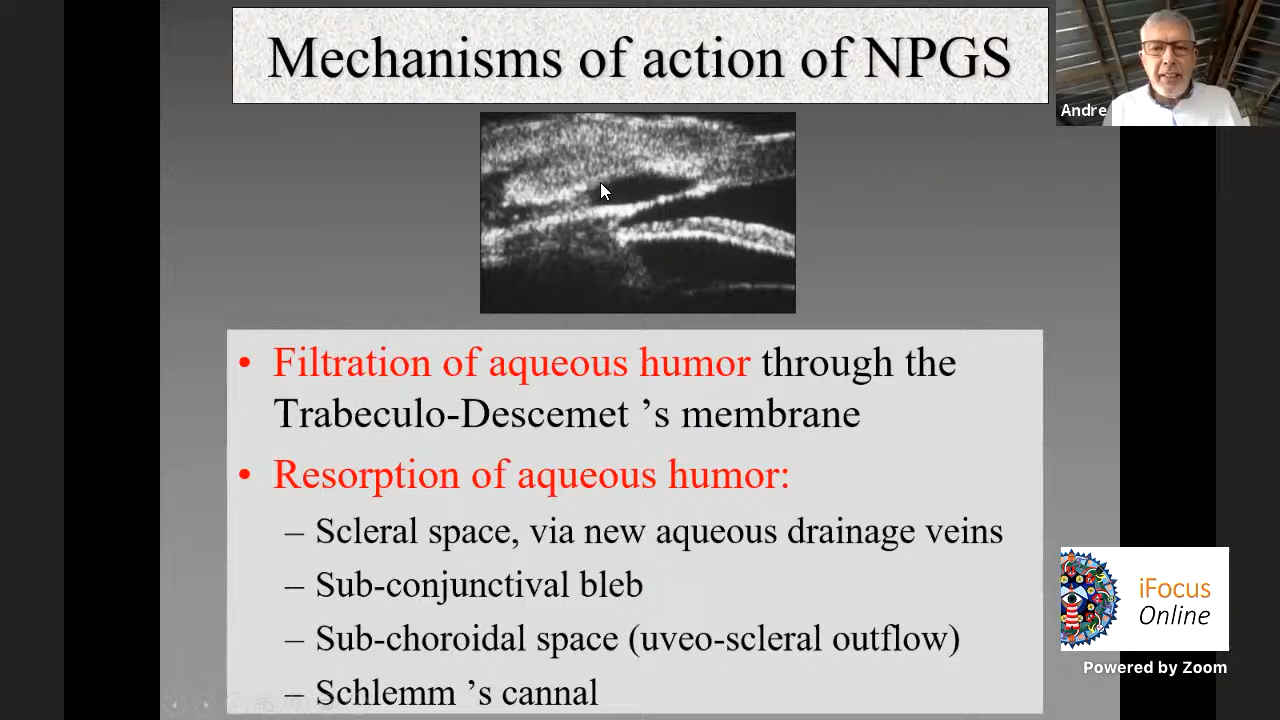 Mechanisms of action of NPGS
Andre
• Filtration of aqueous humor through the
Trabeculo-Descemet ’s membrane
• Resorption of aqueous humor:
– Scleral space, via new aqueous drainage veins
– Sub-conjunctival bleb
– Sub-choroidal space (uveo-scleral outflow)
– Schlemm ’s cannal
iFocus
Online
Powered by Zoom